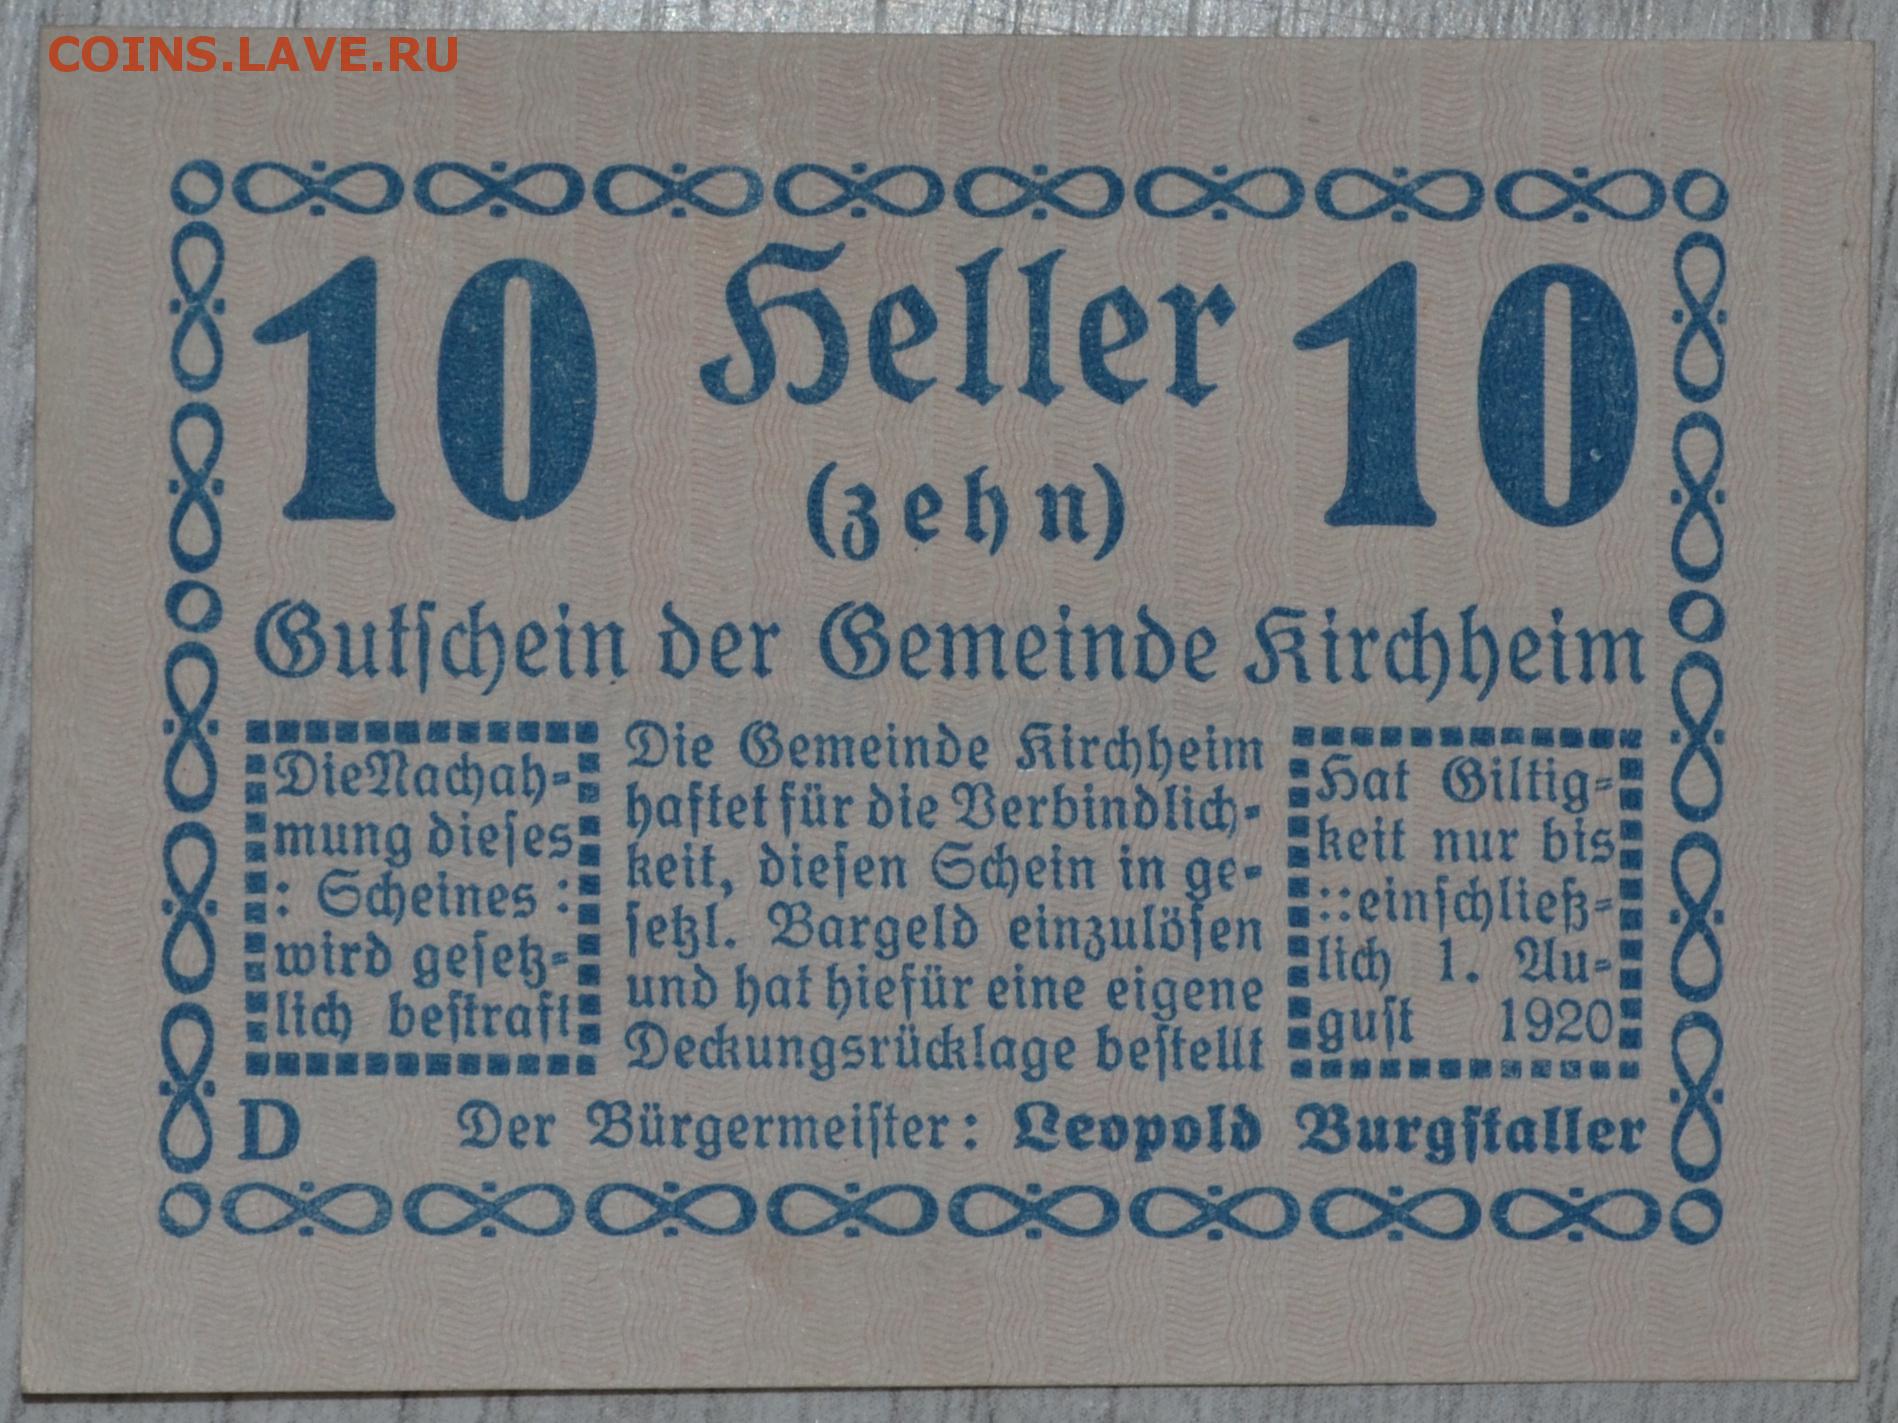 COINS.LAVE.RU
10 Heller 10
(zehn)
Gutschein der Gemeinde Kirchheim
Die Nachah-
mung dieses
: Scheines :
wird gesetz-
lich bestraft
Die Gemeinde Kirchheim
haftet für die Verbindlich-
keit, diesen Schein in ge-
setzl. Bargeld einzulösen
und hat hiefür eine eigene
Deckungsrücklage bestellt
Hat Giltig-
keit nur bis
::einschließ-
lich 1. Au-
gust 1920
D Der Bürgermeister: Leopold Burgstaller